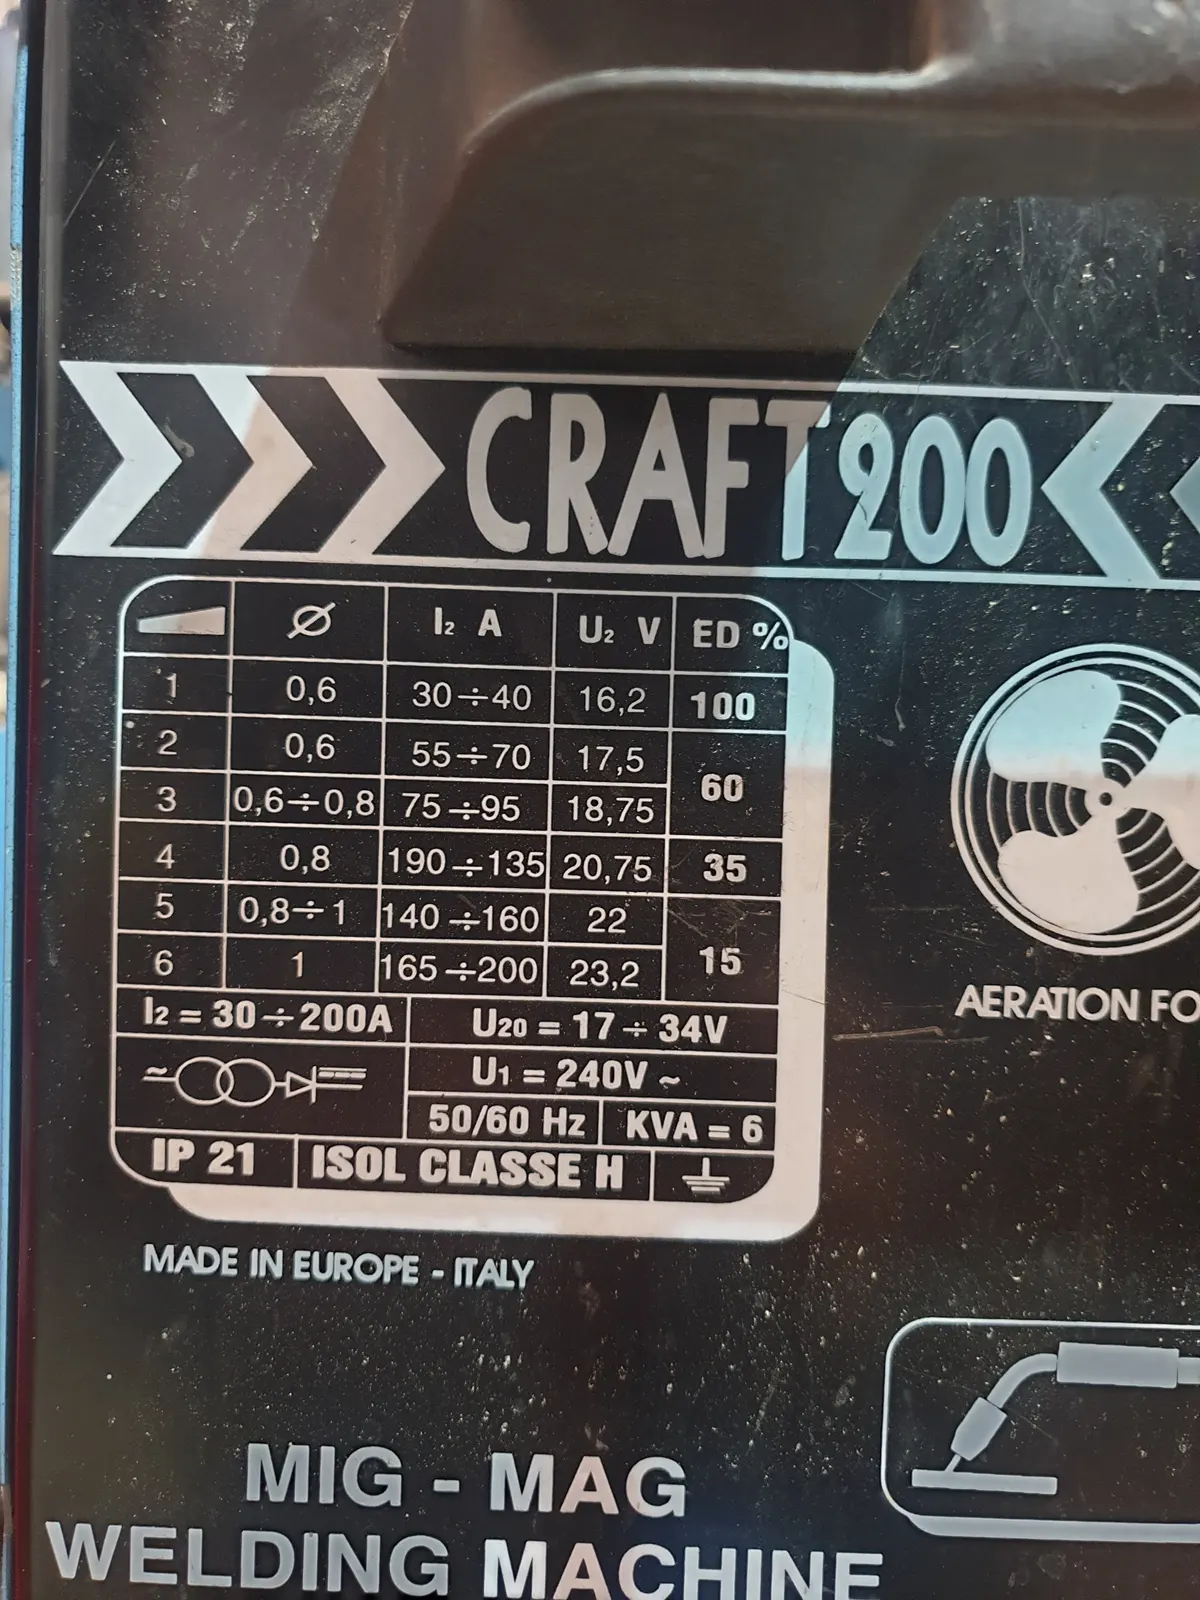 CRAFT 200
Ø I2 A U2 V ED %
1 0,6 30÷40 16,2 100
2 0,6 55÷70 17,5 60
3 0,6÷0,8 75÷95 18,75
4 0,8 190÷135 20,75 35
5 0,8÷1 140÷160 22 15
6 1 165÷200 23,2
I2 = 30÷200A U20 = 17÷34V
U1 = 240V ~
50/60 Hz KVA = 6
IP 21 ISOL CLASSE H
AERATION FO
MADE IN EUROPE - ITALY
MIG - MAG
WELDING MACHINE